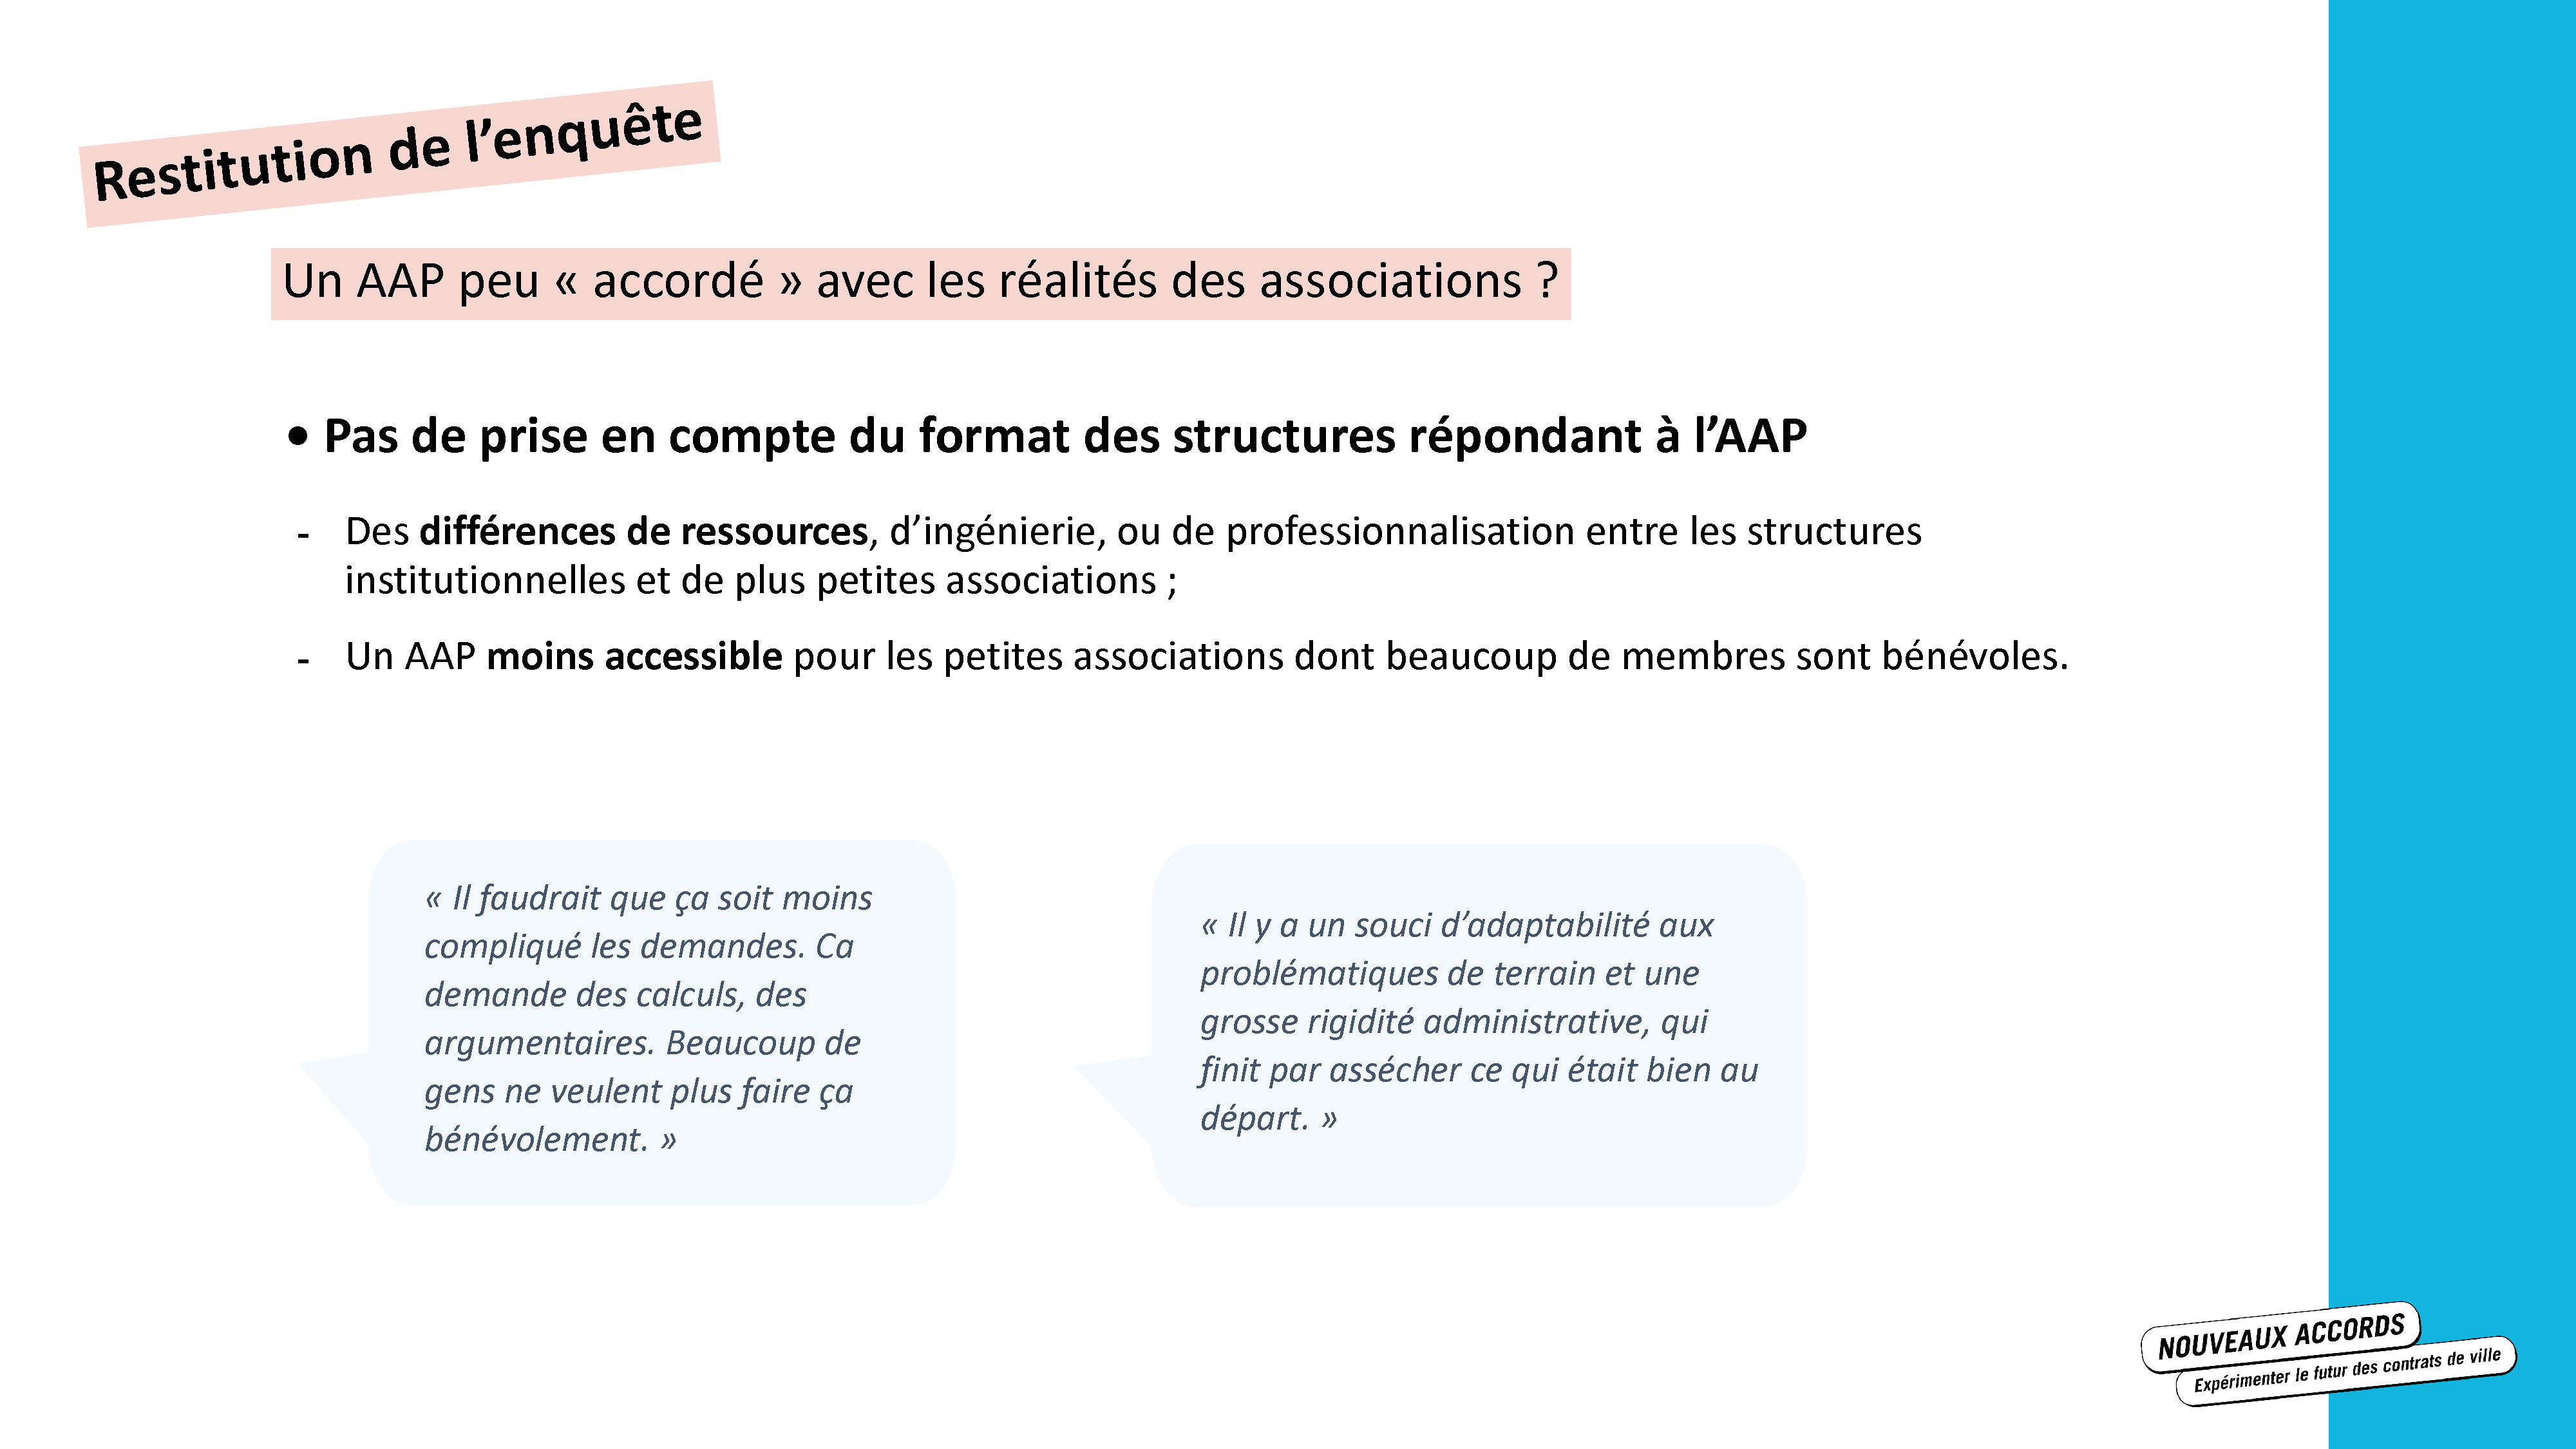 Restitution de l’enquête
Un AAP peu « accordé » avec les réalités des associations ?
• Pas de prise en compte du format des structures répondant à l’AAP
- Des différences de ressources, d’ingénierie, ou de professionnalisation entre les structures
institutionnelles et de plus petites associations ;
- Un AAP moins accessible pour les petites associations dont beaucoup de membres sont bénévoles.
« Il faudrait que ça soit moins
compliqué les demandes. Ca
demande des calculs, des
argumentaires. Beaucoup de
gens ne veulent plus faire ça
bénévolement. »
« Il y a un souci d’adaptabilité aux
problématiques de terrain et une
grosse rigidité administrative, qui
finit par assécher ce qui était bien au
départ. »
NOUVEAUX ACCORDS
Expérimenter le futur des contrats de ville